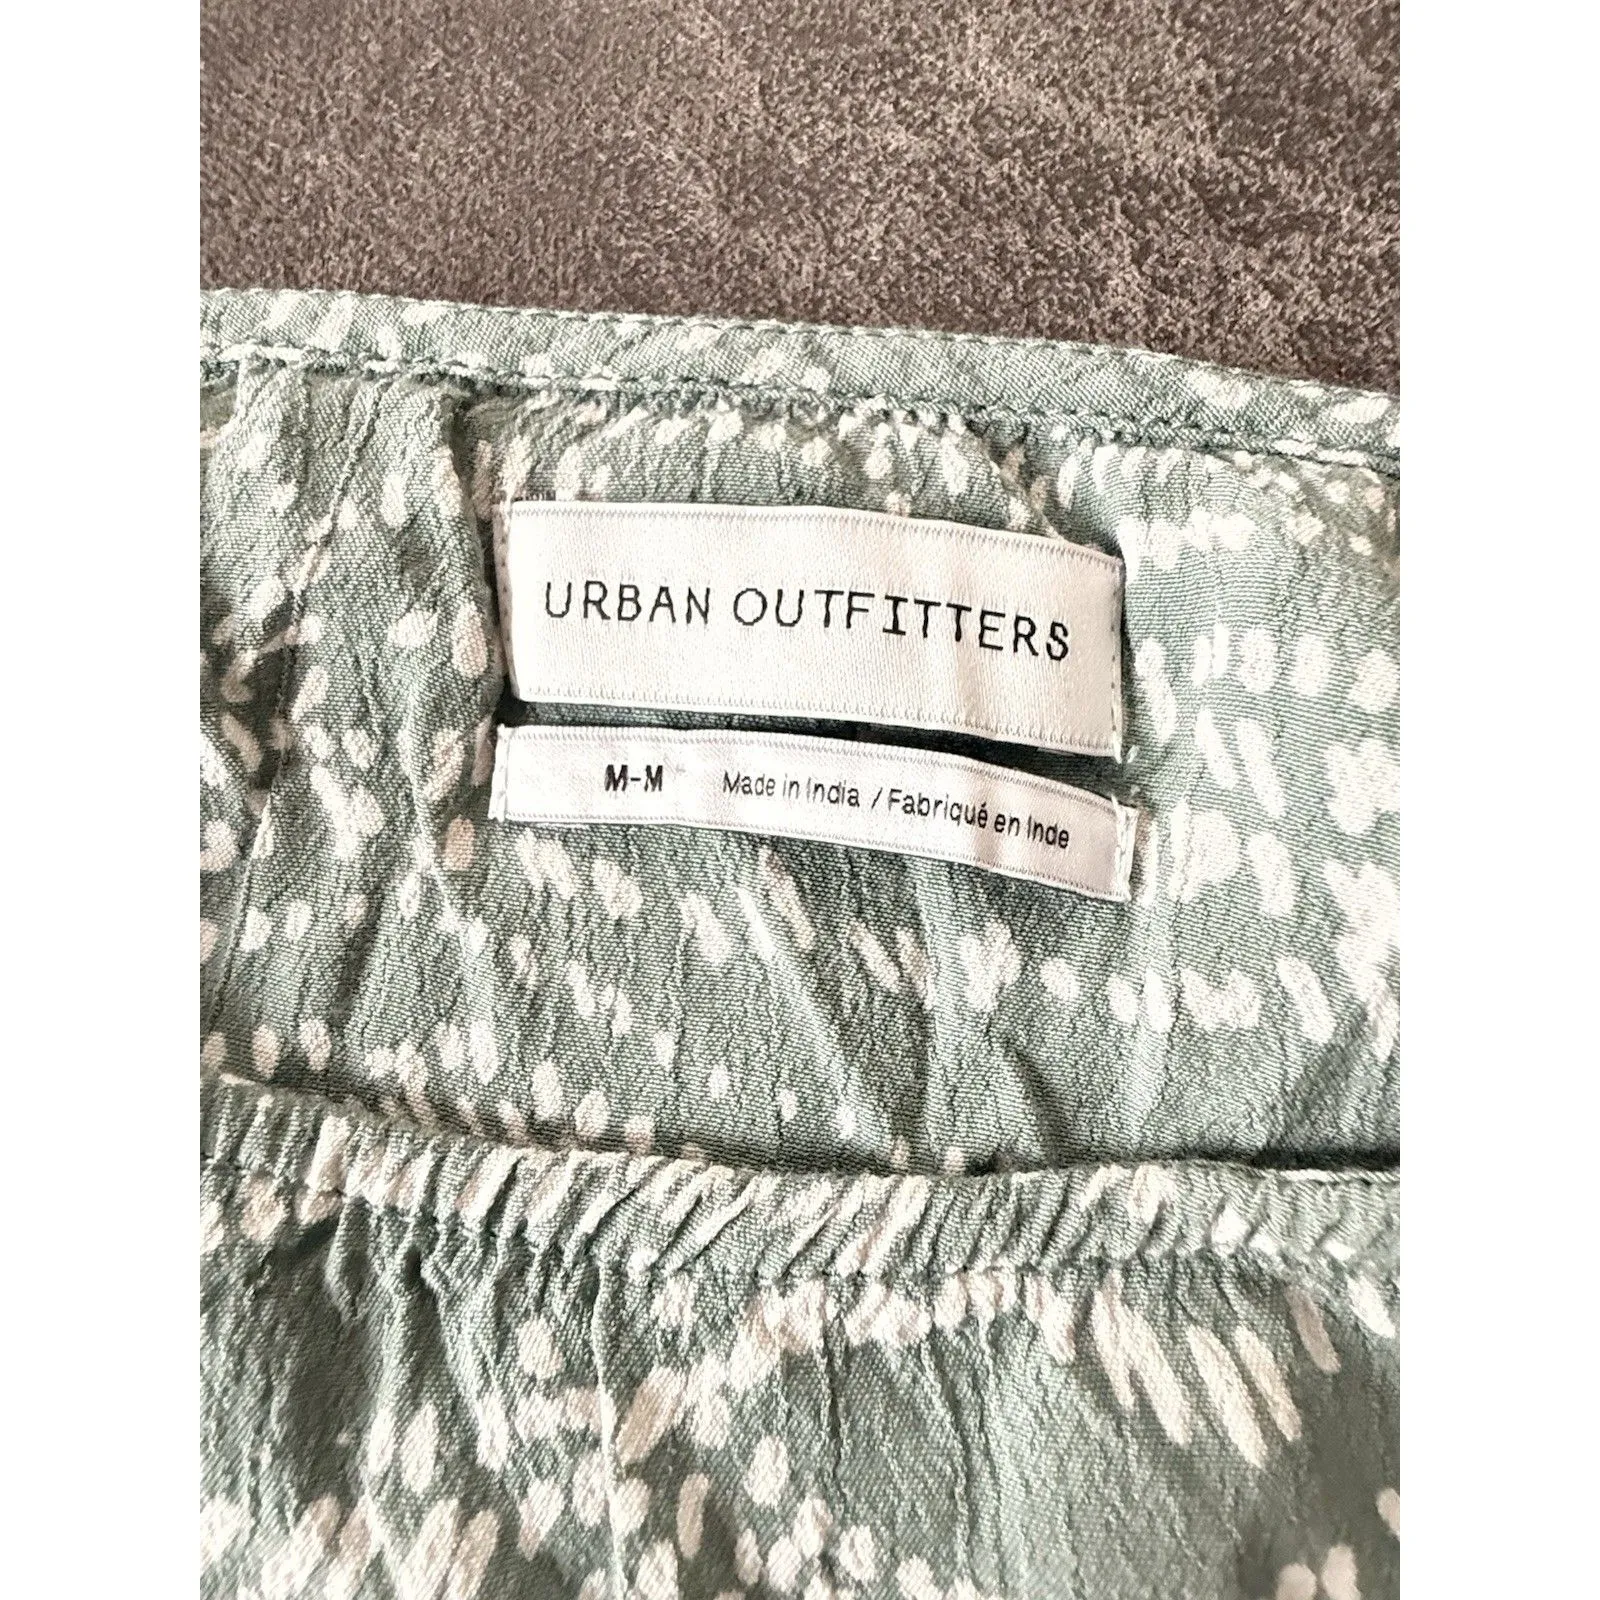 URBAN OUTFITTERS
M-M Made in India / Fabriqué en Inde